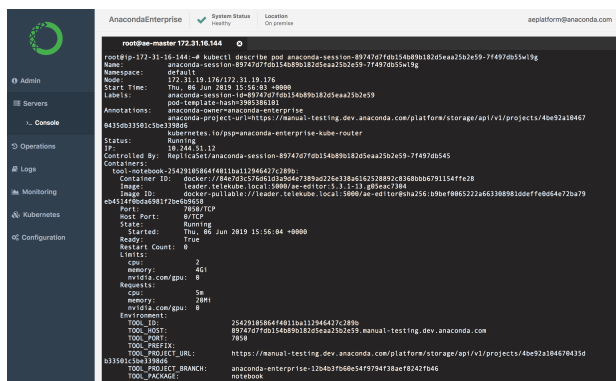 AnacondaEnterprise
System Status
Healthy
Location
On premise
aeplatform@anaconda.com
Admin
Servers
>_ Console
Operations
Logs
Monitoring
Kubernetes
Configuration
root@ae-master 172.31.16.144
root@ip-172-31-16-144:~# kubectl describe pod anaconda-session-89747d7fdb154b89b182d5eaa25b2e59-7f497db55wl9g
Name: anaconda-session-89747d7fdb154b89b182d5eaa25b2e59-7f497db55wl9g
Namespace: default
Node: 172.31.19.176/172.31.19.176
Start Time: Thu, 06 Jun 2019 15:56:03 +0000
Labels: anaconda-session-id=89747d7fdb154b89b182d5eaa25b2e59
pod-template-hash=3905386101
Annotations: anaconda-owner=anaconda-enterprise
anaconda-project-url=https://manual-testing.dev.anaconda.com/platform/storage/api/v1/projects/4be92a10467
0435db33501c5be3398d6
kubernetes.io/psp=anaconda-enterprise-kube-router
Status: Running
IP: 10.244.51.12
Controlled By: ReplicaSet/anaconda-session-89747d7fdb154b89b182d5eaa25b2e59-7f497db545
Containers:
tool-notebook-25429105864f4011ba112946427c289b:
Container ID: docker://84e7d3c576d61d3a9d4e7389ad226e338a6162528892c8360bbb6791154ffe28
Image: leader.telekube.local:5000/ae-editor:5.3.1-13.g05eac7304
Image ID: docker-pullable://leader.telekube.local:5000/ae-editor@sha256:b9bef0065222a663308981ddeffe0d64e72ba79
eb4514f0bda6981f2be6b9658
Port: 7050/TCP
Host Port: 0/TCP
State: Running
Started: Thu, 06 Jun 2019 15:56:04 +0000
Ready: True
Restart Count: 0
Limits:
cpu: 2
memory: 4Gi
nvidia.com/gpu: 0
Requests:
cpu: 5m
memory: 20Mi
nvidia.com/gpu: 0
Environment:
TOOL_ID: 25429105864f4011ba112946427c289b
TOOL_HOST: 89747d7fdb154b89b182d5eaa25b2e59.manual-testing.dev.anaconda.com
TOOL_PORT: 7050
TOOL_PREFIX:
TOOL_PROJECT_URL: https://manual-testing.dev.anaconda.com/platform/storage/api/v1/projects/4be92a104670435d
b33501c5be3398d6
TOOL_PROJECT_BRANCH: anaconda-enterprise-12b4b3fb60e54f9794f38aef8242fb46
TOOL_PACKAGE: notebook